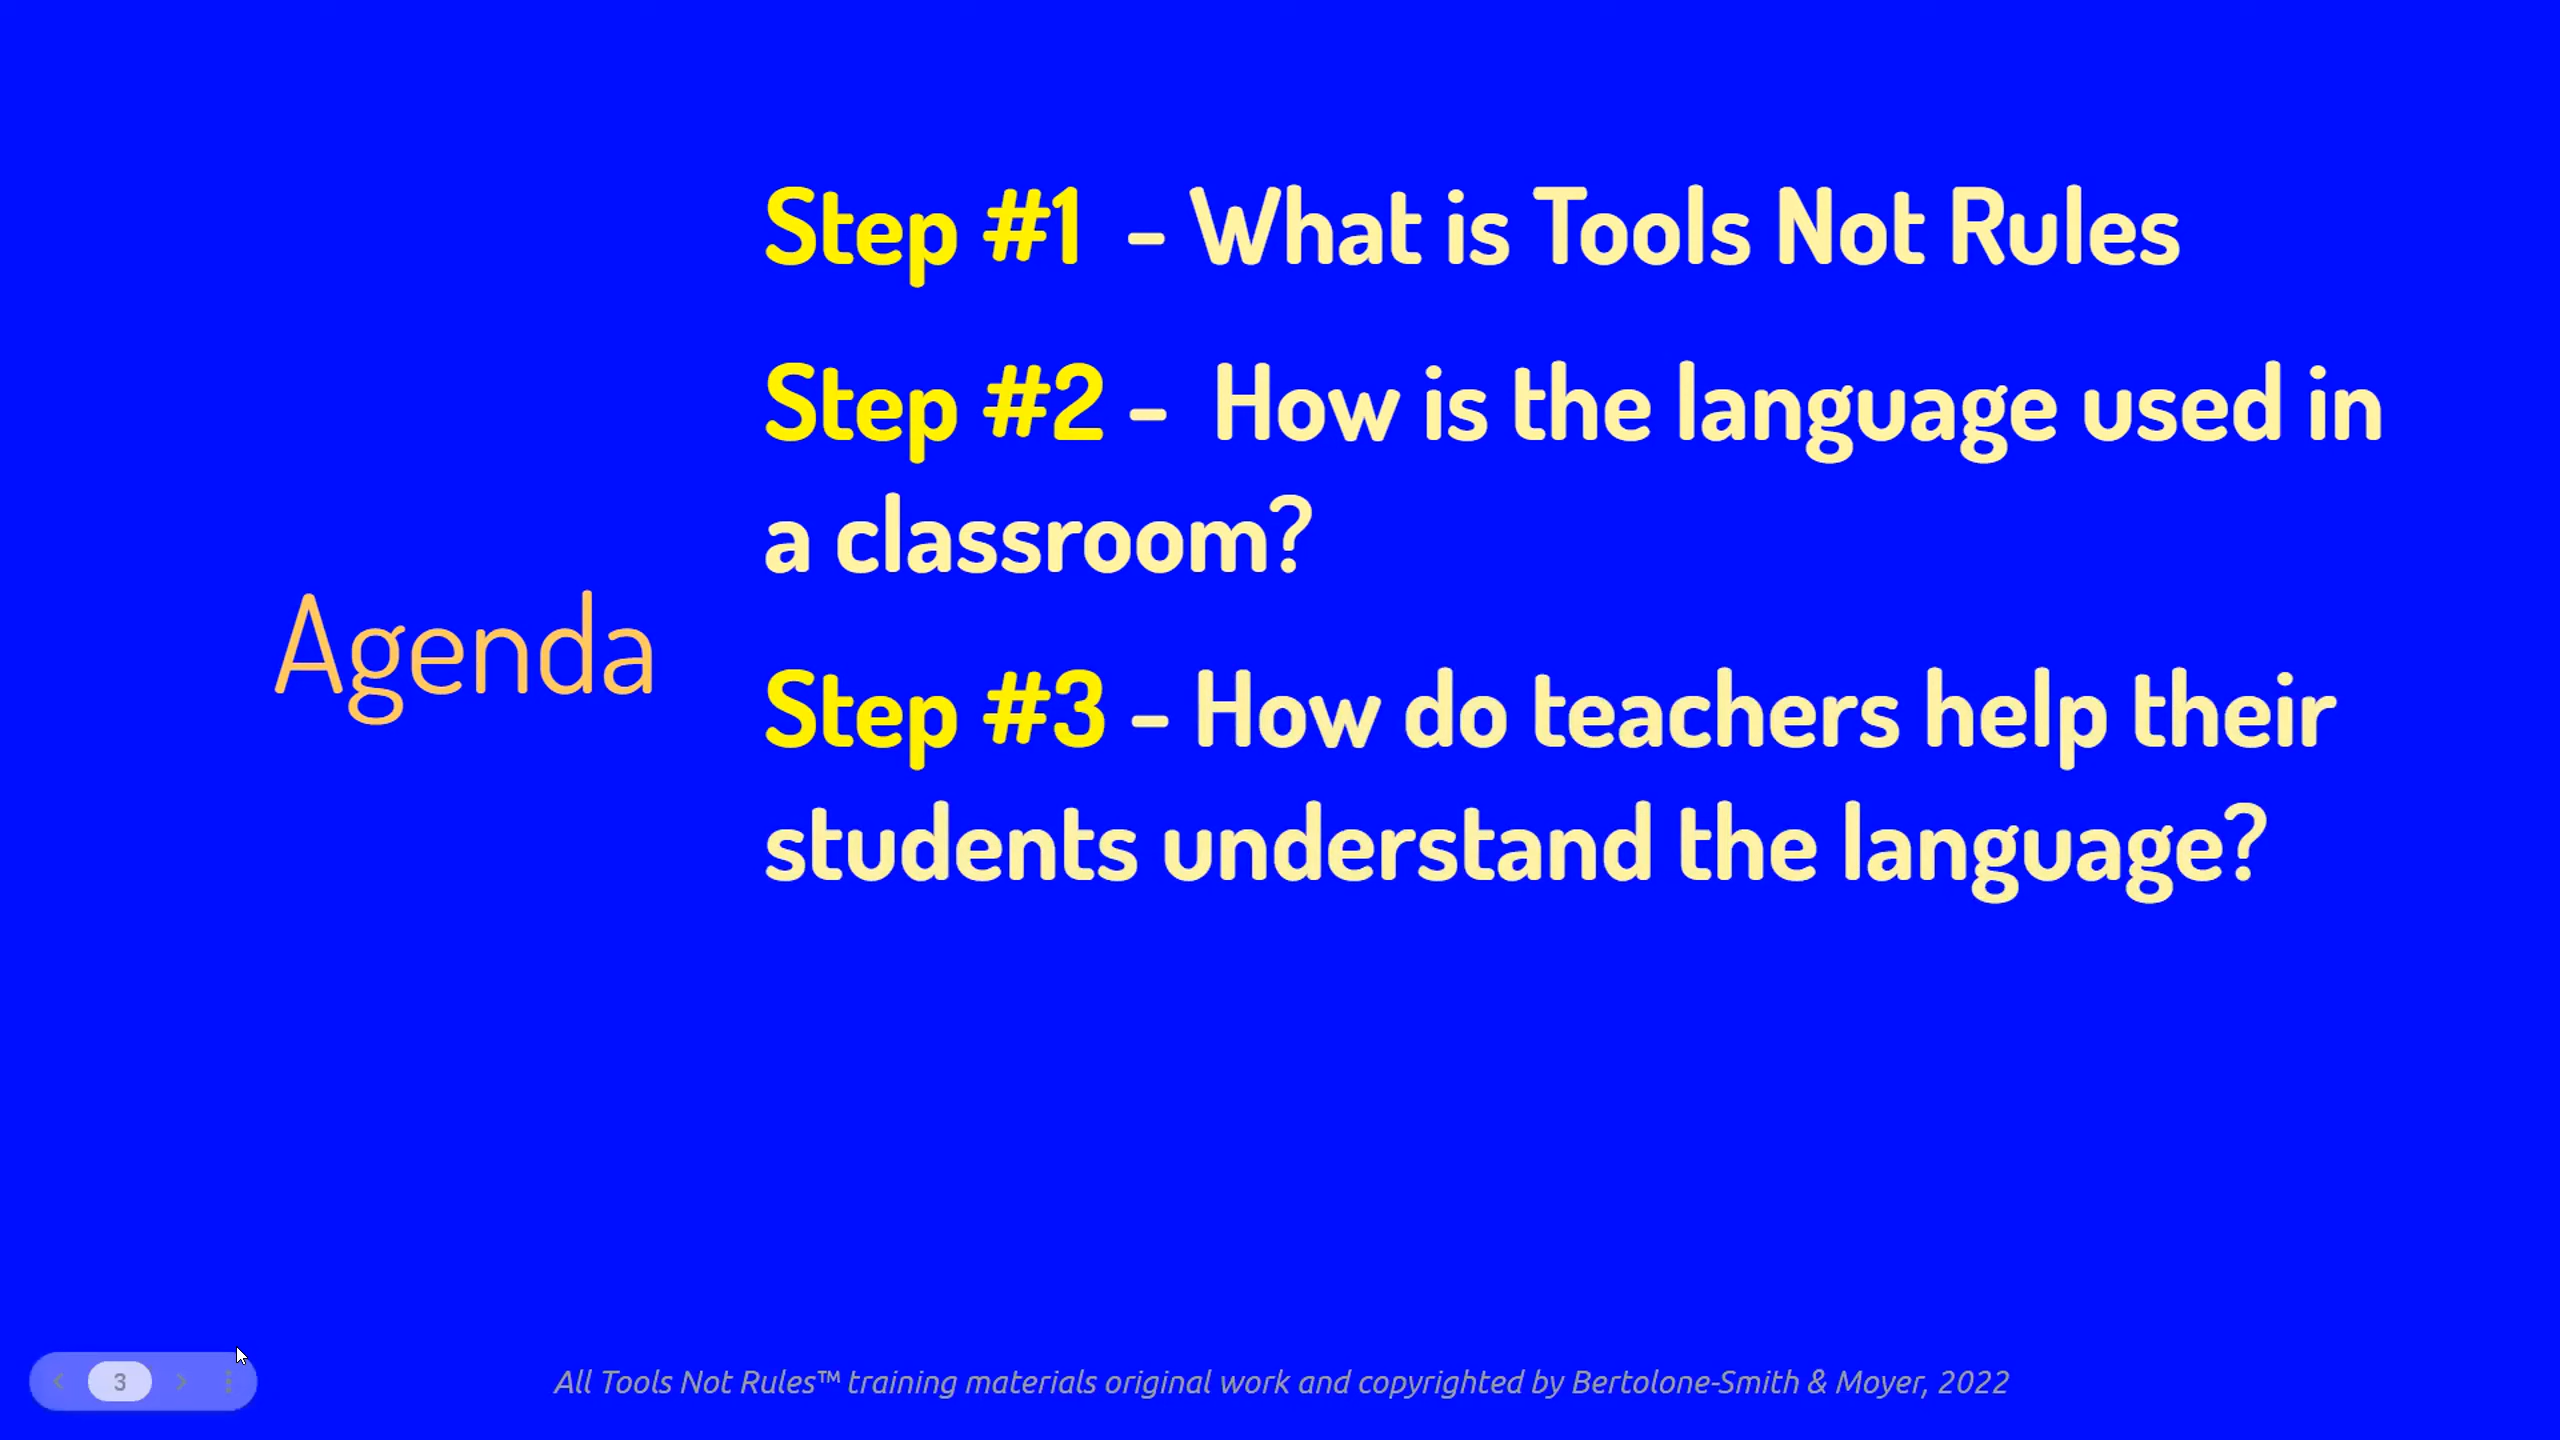 Agenda
Step #1 – What is Tools Not Rules
Step #2 – How is the language used in
a classroom?
Step #3 – How do teachers help their
students understand the language?
3
All Tools Not Rules™ training materials original work and copyrighted by Bertolone-Smith & Moyer, 2022